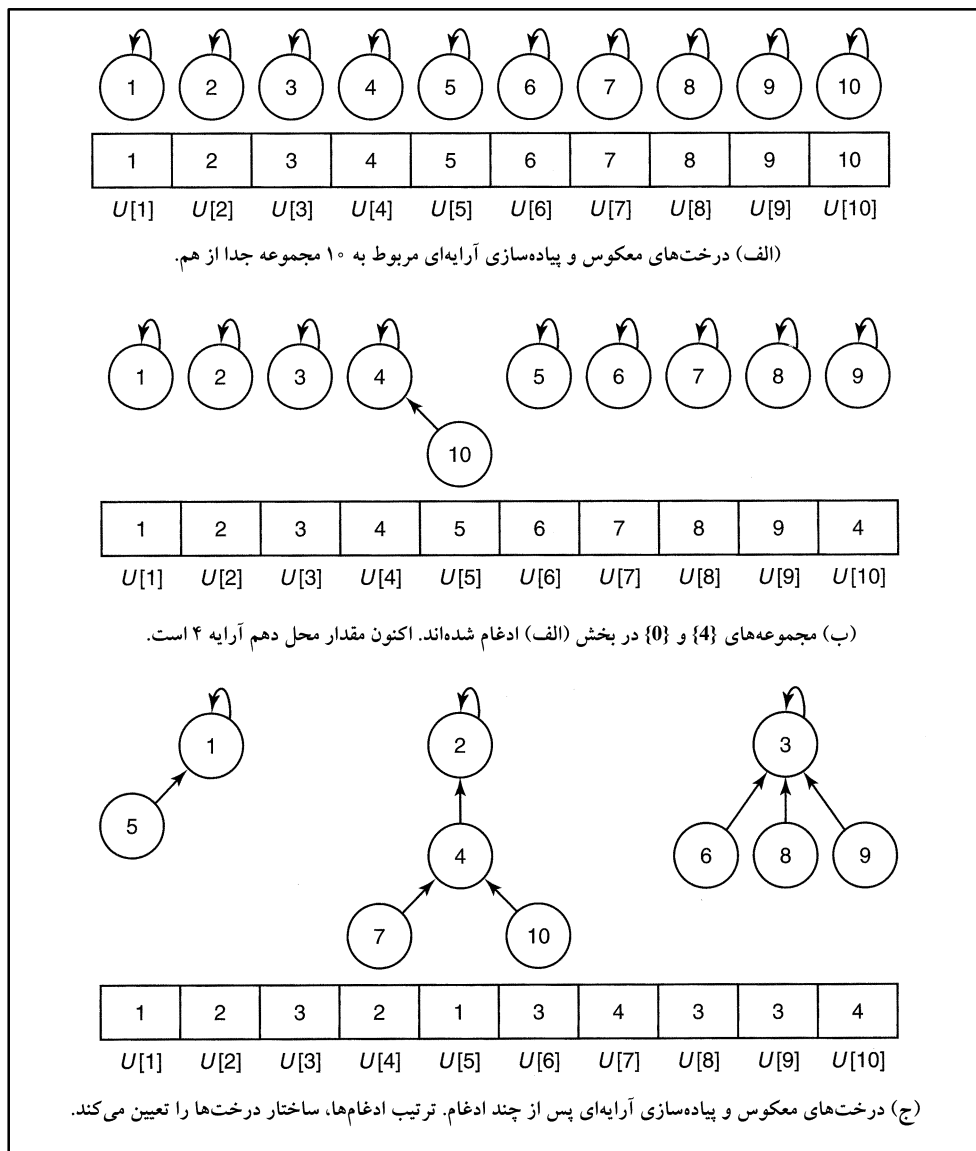 1 2 3 4 5 6 7 8 9 10
1 2 3 4 5 6 7 8 9 10
U[1] U[2] U[3] U[4] U[5] U[6] U[7] U[8] U[9] U[10]
(الف) درخت‌های معکوس و پیاده‌سازی آرایه‌ای مربوط به ۱۰ مجموعه جدا از هم.
1 2 3 4 5 6 7 8 9
10
1 2 3 4 5 6 7 8 9 4
U[1] U[2] U[3] U[4] U[5] U[6] U[7] U[8] U[9] U[10]
(ب) مجموعه‌های {4} و {0} در بخش (الف) ادغام شده‌اند. اکنون مقدار محل دهم آرایه ۴ است.
1 2 3
5 4 6 8 9
7 10
1 2 3 2 1 3 4 3 3 4
U[1] U[2] U[3] U[4] U[5] U[6] U[7] U[8] U[9] U[10]
(ج) درخت‌های معکوس و پیاده‌سازی آرایه‌ای پس از چند ادغام. ترتیب ادغام‌ها، ساختار درخت‌ها را تعیین می‌کند.